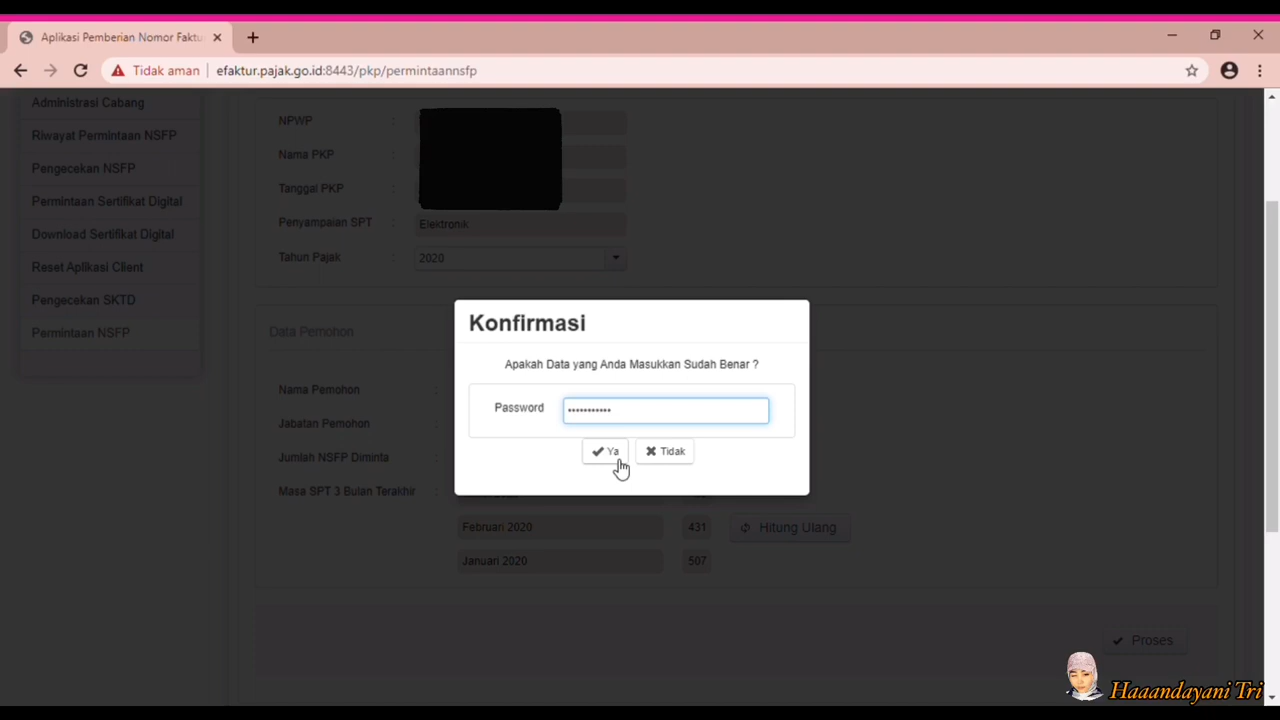 Aplikasi Pemberian Nomor Faktu
Tidak aman
efaktur.pajak.go.id:8443/pkp/permintaannsfp
Administrasi Cabang
Riwayat Permintaan NSFP
Pengecekan NSFP
Permintaan Sertifikat Digital
Download Sertifikat Digital
Reset Aplikasi Client
Pengecekan SKTD
Permintaan NSFP
NPWP :
Nama PKP :
Tanggal PKP :
Penyampaian SPT : Elektronik
Tahun Pajak : 2020
Data Pemohon
Nama Pemohon :
Jabatan Pemohon :
Jumlah NSFP Diminta :
Masa SPT 3 Bulan Terakhir :
Februari 2020 431 Hitung Ulang
Januari 2020 507
Proses
Konfirmasi
Apakah Data yang Anda Masukkan Sudah Benar ?
Password •••••••••••
Ya Tidak
Haaandayani Tri